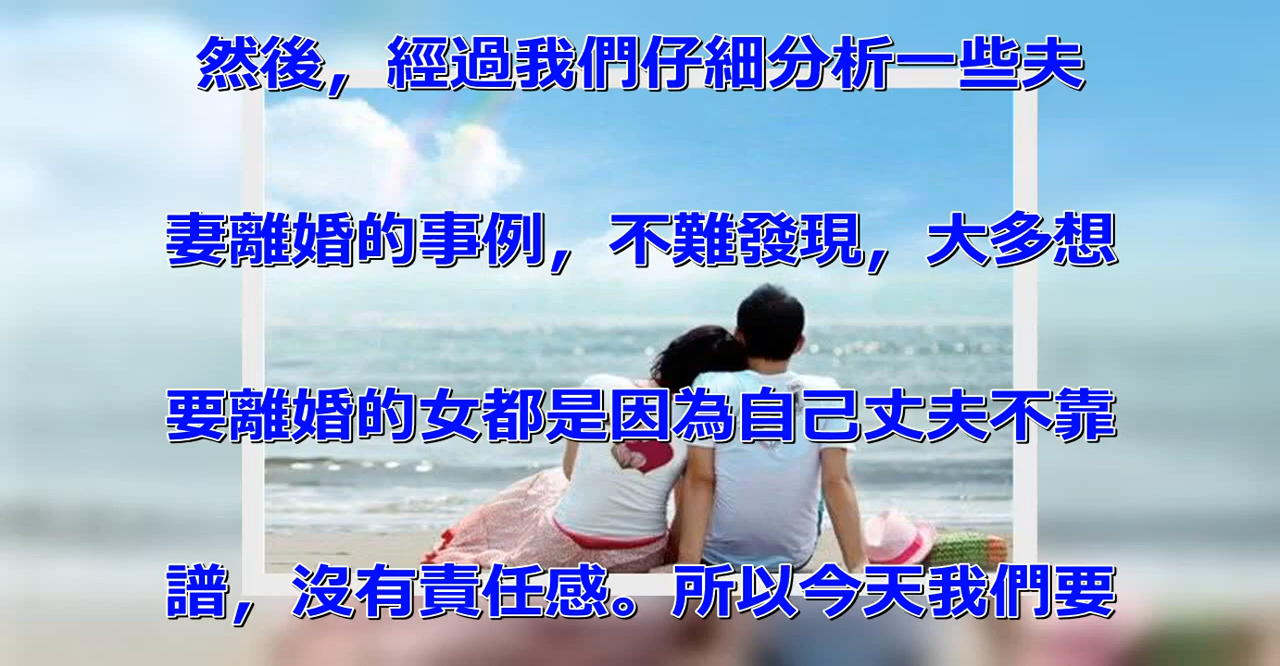 然後，經過我們仔細分析一些夫
妻離婚的事例，不難發現，大多想
要離婚的女都是因為自己丈夫不靠
譜，沒有責任感。所以今天我們要